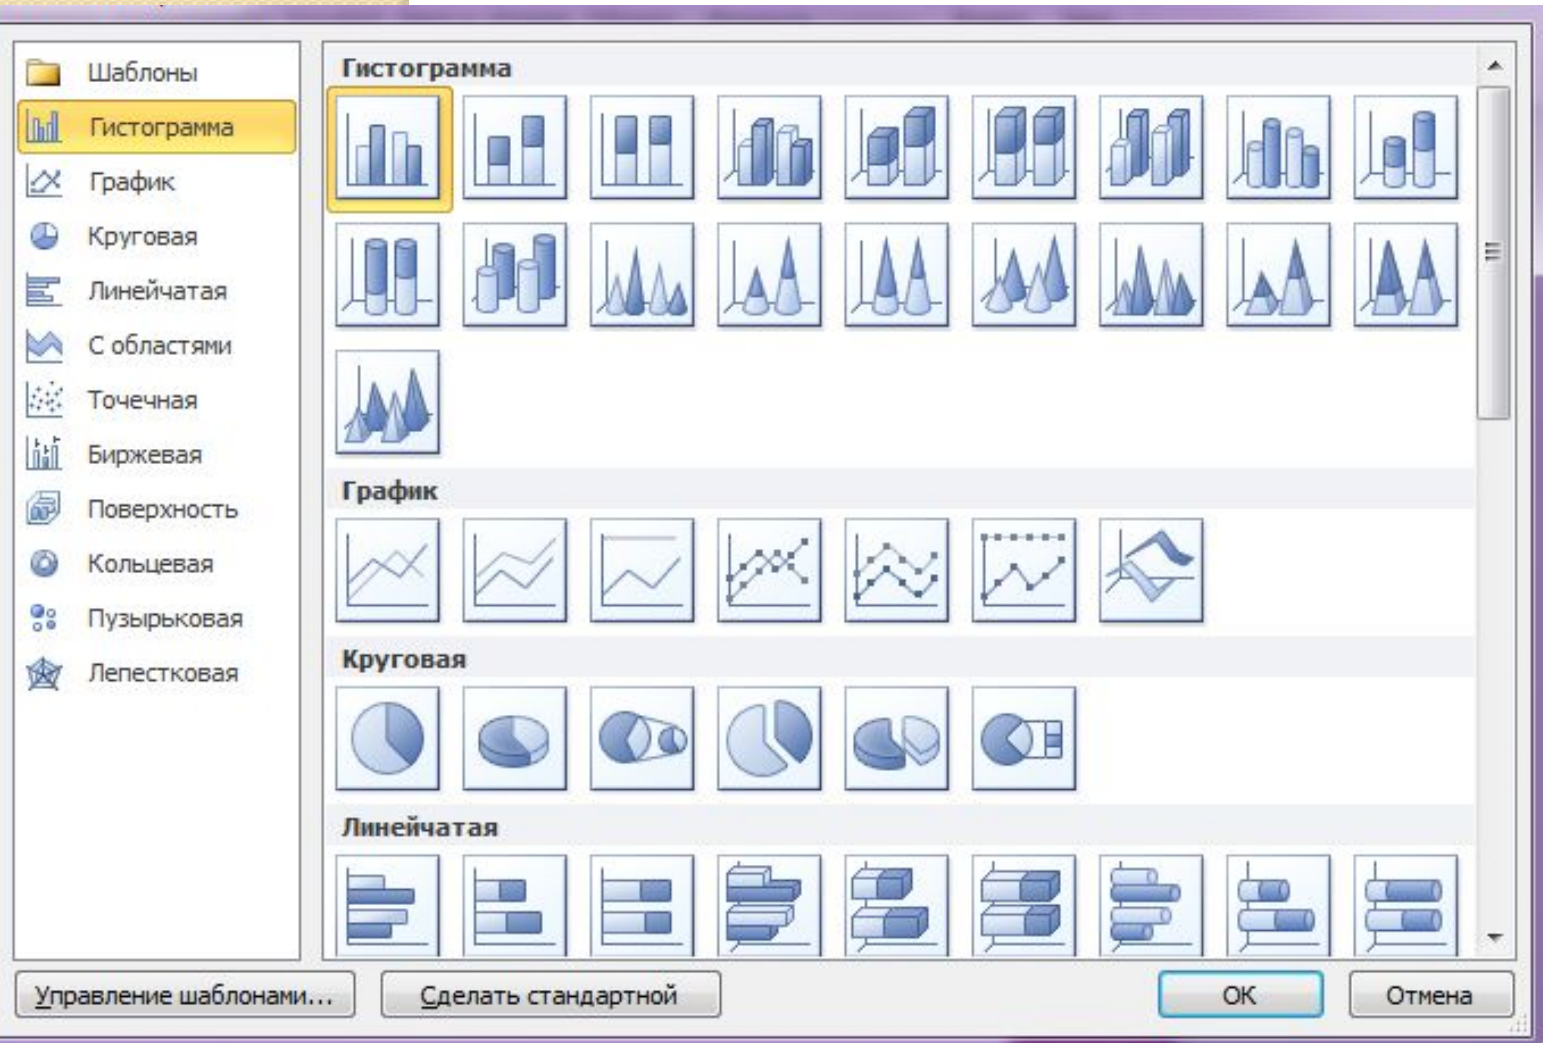 Шаблоны
Гистограмма
График
Круговая
Линейчатая
С областями
Точечная
Биржевая
Поверхность
Кольцевая
Пузырьковая
Лепестковая
Гистограмма
График
Круговая
Линейчатая
Управление шаблонами...
Сделать стандартной
ОК
Отмена